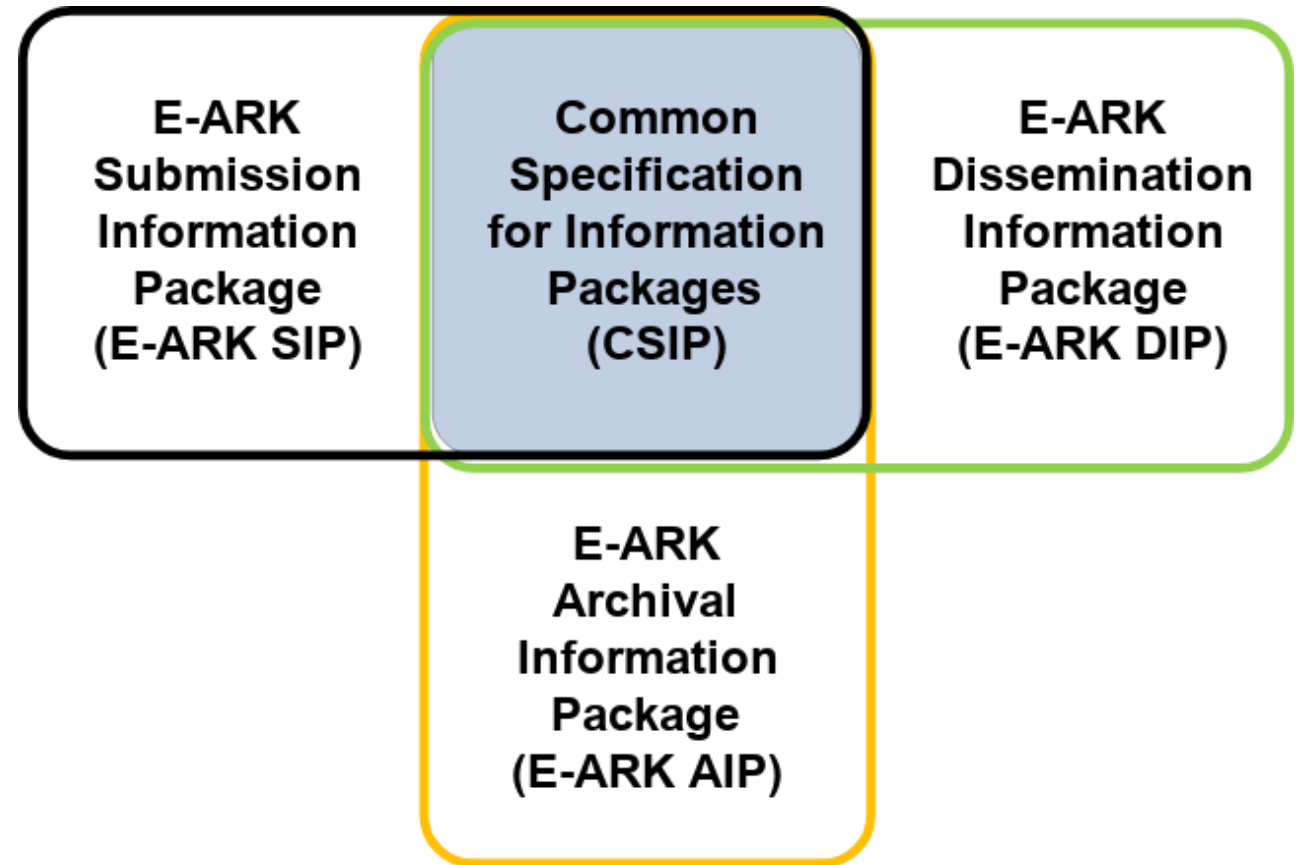 E-ARK
Submission
Information
Package
(E-ARK SIP)
Common
Specification
for Information
Packages
(CSIP)
E-ARK
Dissemination
Information
Package
(E-ARK DIP)
E-ARK
Archival
Information
Package
(E-ARK AIP)